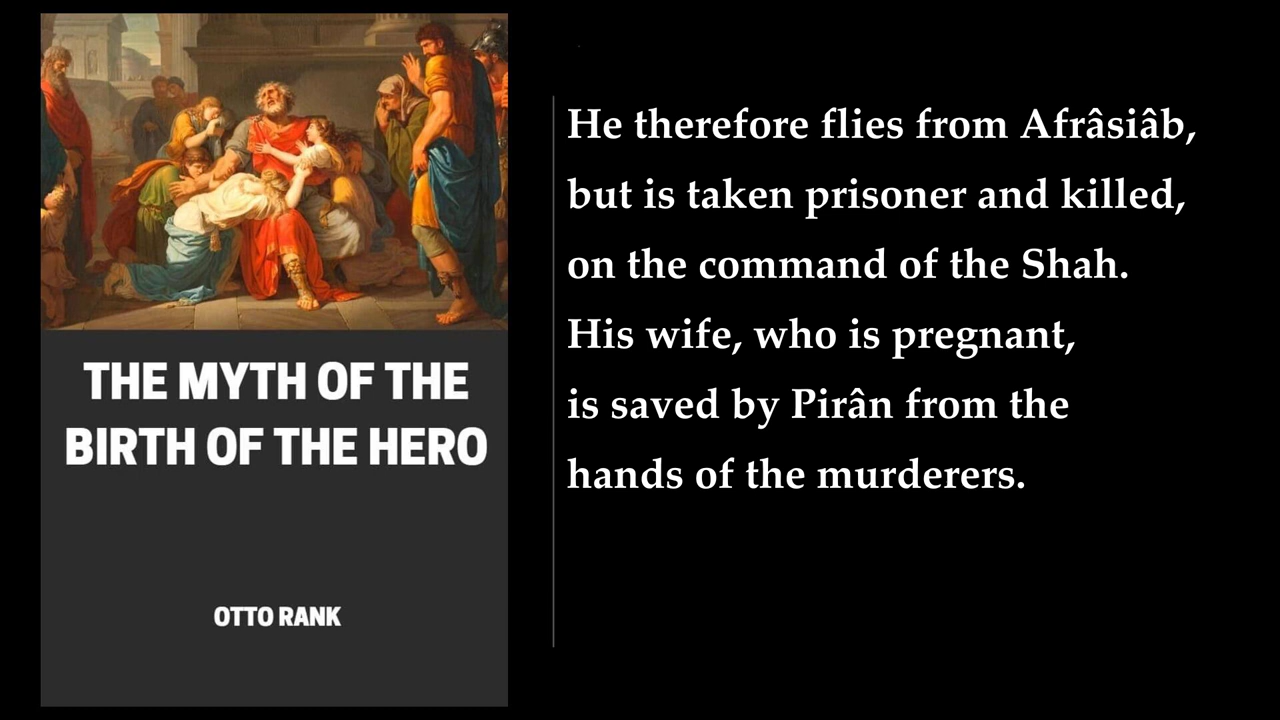 THE MYTH OF THE
BIRTH OF THE HERO
OTTO RANK
He therefore flies from Afrâsiâb,
but is taken prisoner and killed,
on the command of the Shah.
His wife, who is pregnant,
is saved by Pirân from the
hands of the murderers.